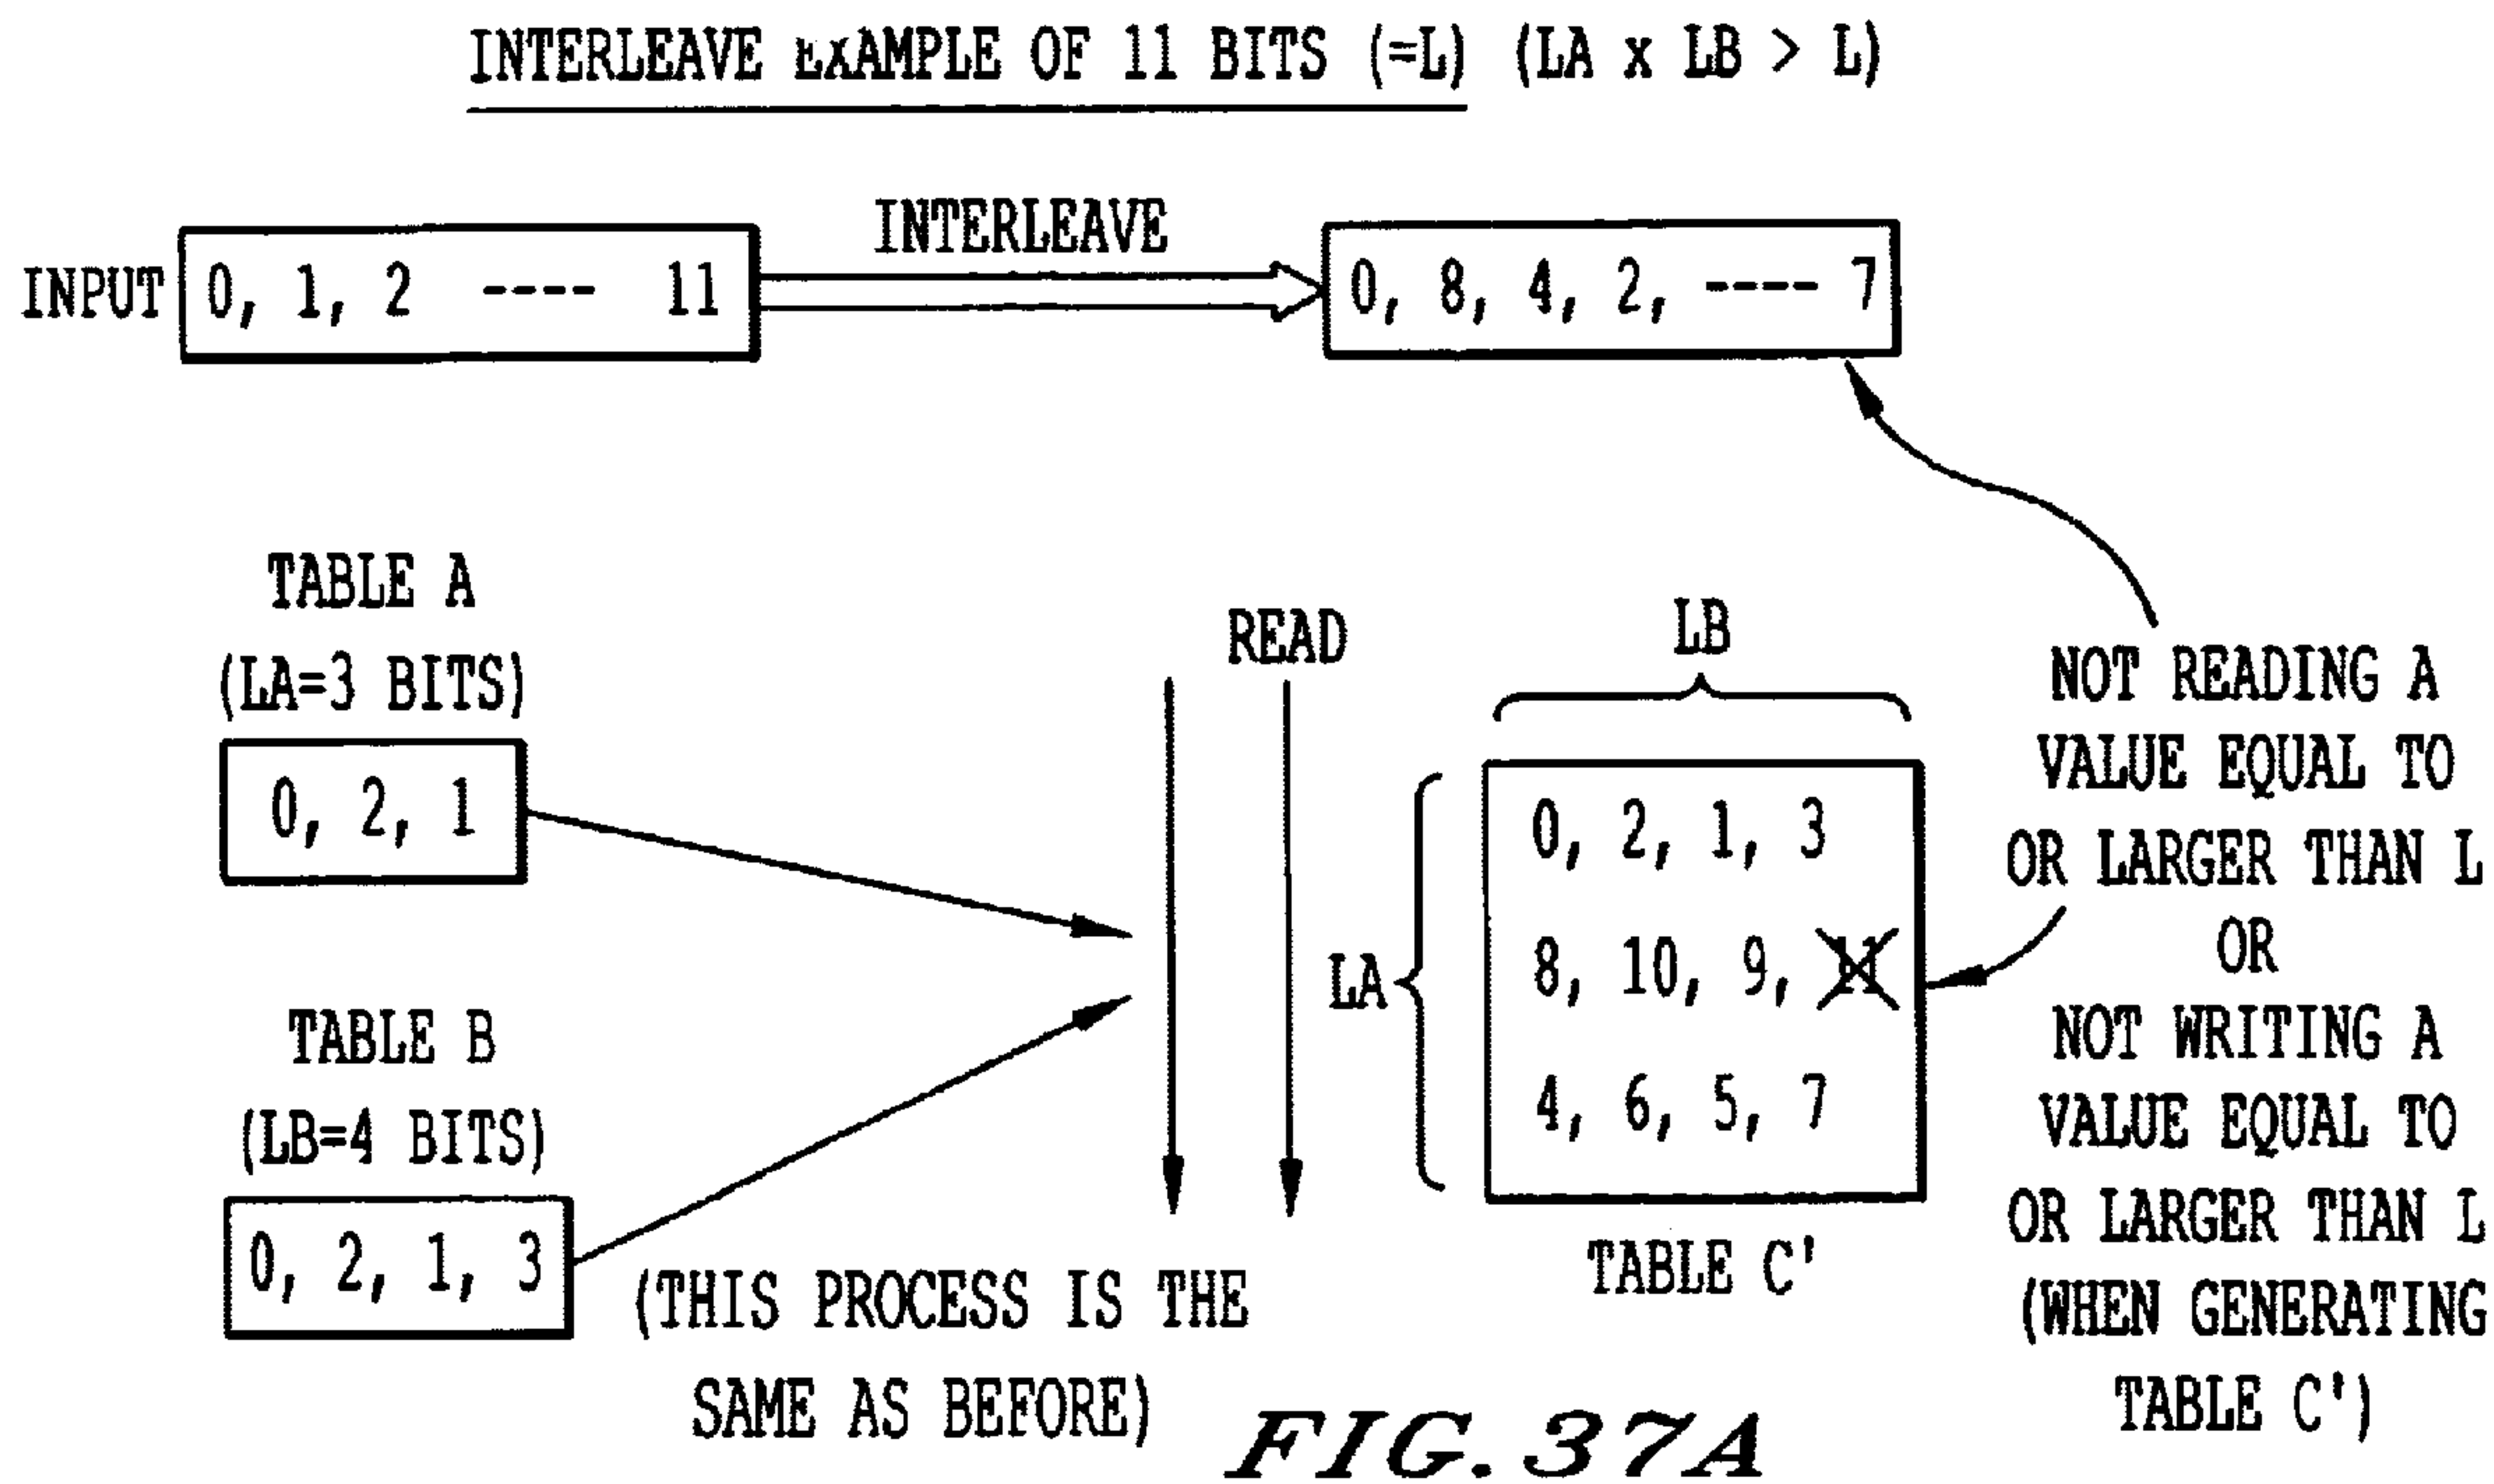 INTERLEAVE ExAMPLE OF 11 BITS (=L) (LA x LB > L)
INTERLEAVE
INPUT 0, 1, 2 ---- 11
0, 8, 4, 2, ---- 7
TABLE A
(LA=3 BITS)
0, 2, 1
TABLE B
(LB=4 BITS)
0, 2, 1, 3
(THIS PROCESS IS THE
SAME AS BEFORE)
READ
LB
LA
0, 2, 1, 3
8, 10, 9, 11
4, 6, 5, 7
TABLE C'
NOT READING A
VALUE EQUAL TO
OR LARGER THAN L
OR
NOT WRITING A
VALUE EQUAL TO
OR LARGER THAN L
(WHEN GENERATING
TABLE C')
FIG. 37A